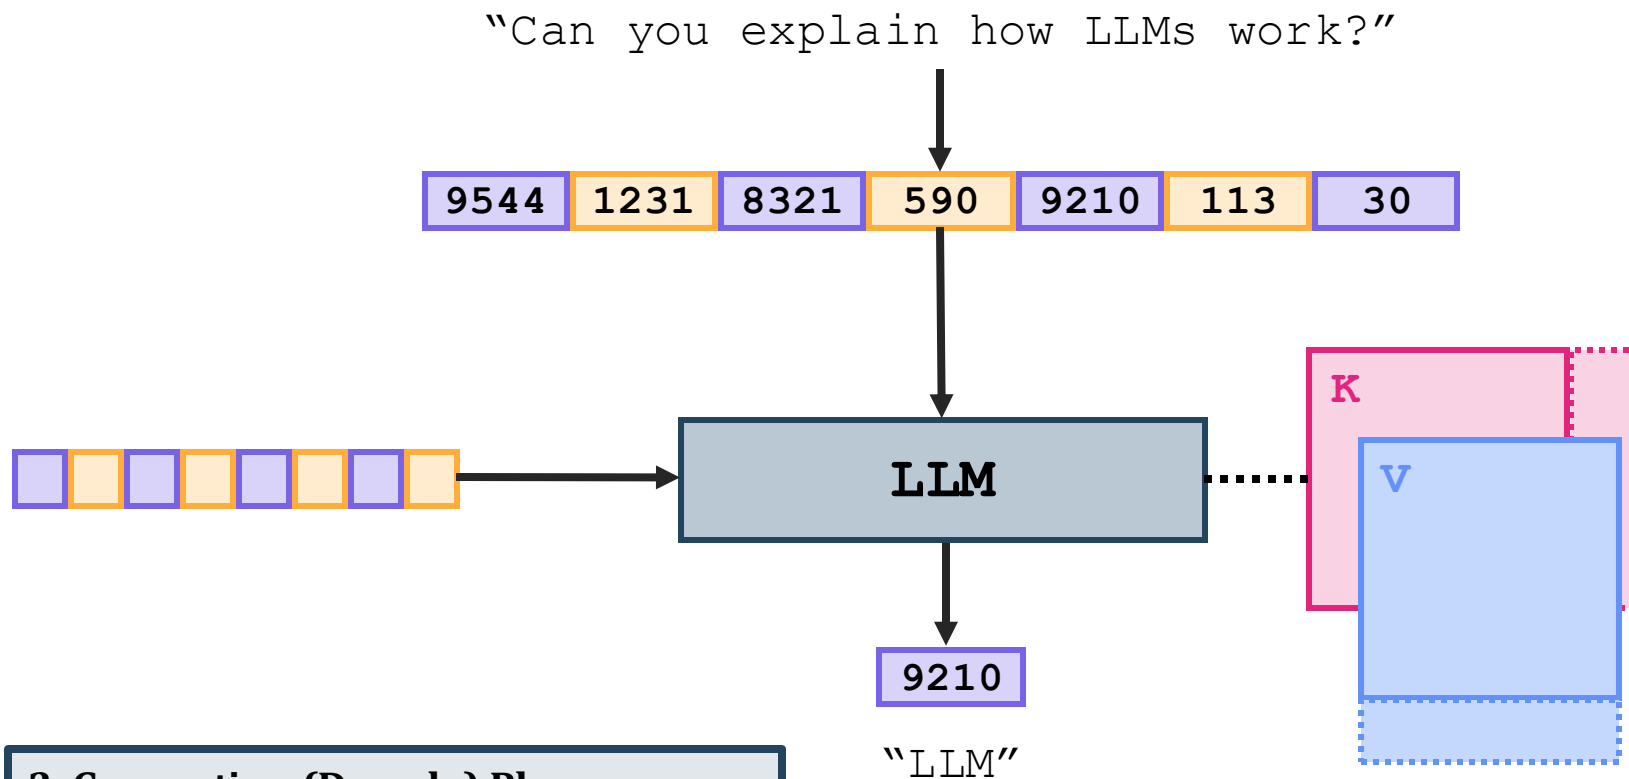 “Can you explain how LLMs work?”
9544 1231 8321 590 9210 113 30
K
LLM
V
9210
“LLM”